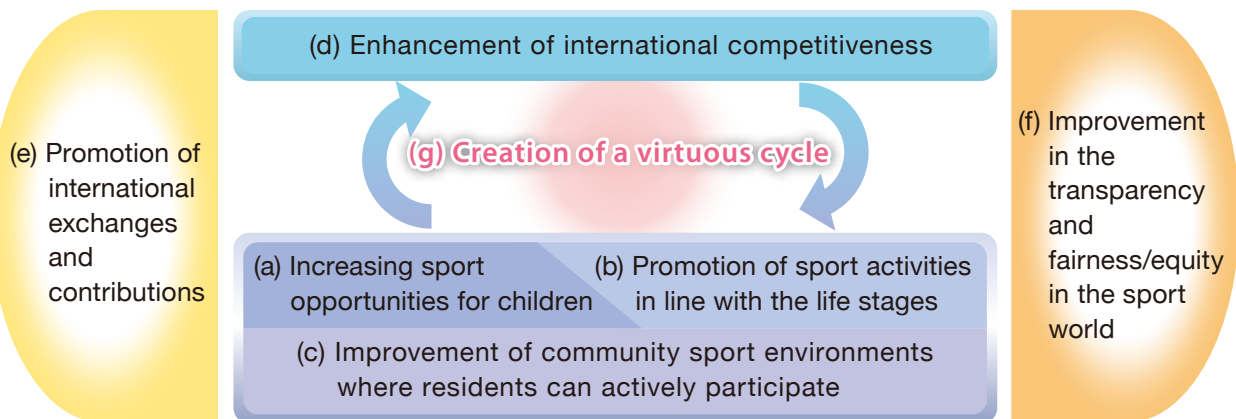 (d) Enhancement of international competitiveness
(e) Promotion of
international
exchanges
and
contributions
(g) Creation of a virtuous cycle
(f) Improvement
in the
transparency
and
fairness/equity
in the sport
world
(a) Increasing sport
opportunities for children
(b) Promotion of sport activities
in line with the life stages
(c) Improvement of community sport environments
where residents can actively participate